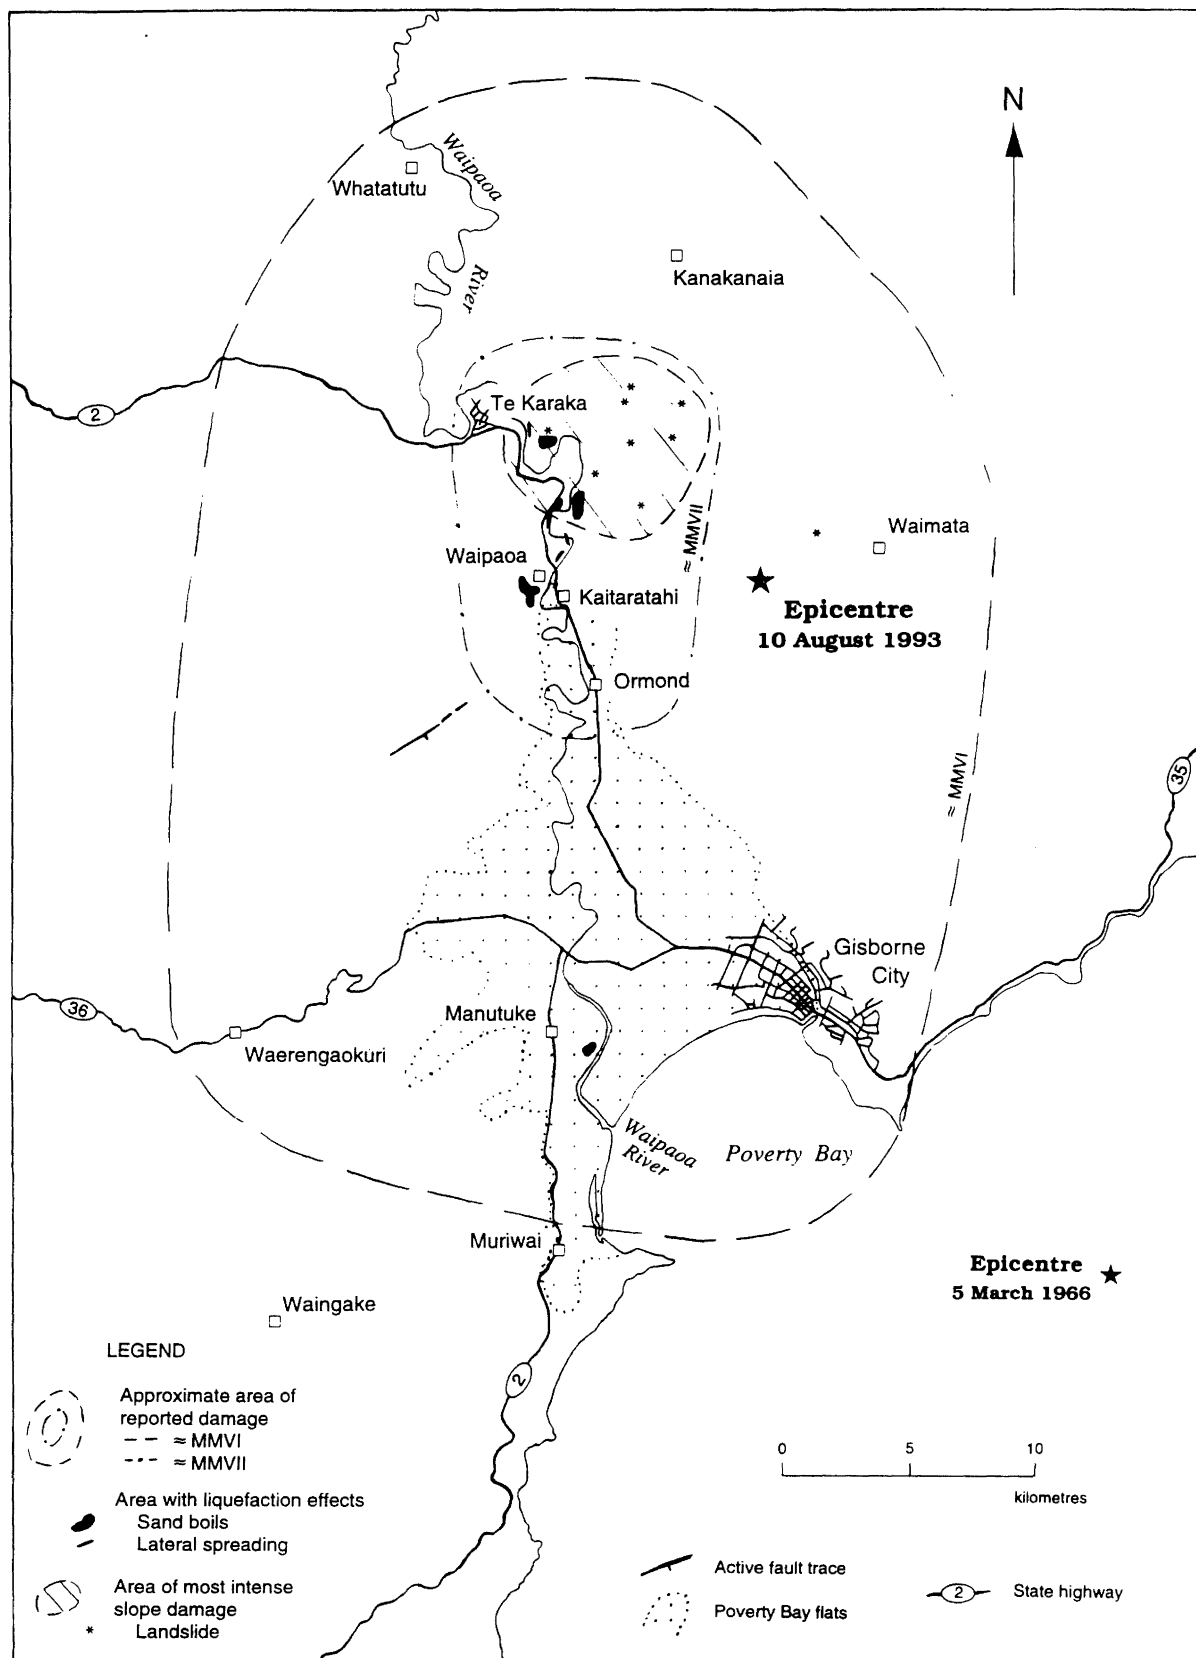 N
Waipaoa
River
Whatatutu
Kanakanaia
2
Te Karaka
≈ MMVII
Waimata
Waipaoa
Kaitaratahi
Epicentre
10 August 1993
Ormond
≈ MMVI
35
Gisborne
City
36
Manutuke
Waerengaokuri
Waipaoa
River
Poverty Bay
Muriwai
Epicentre
5 March 1966
Waingake
2
LEGEND
Approximate area of
reported damage
≈ MMVI
≈ MMVII
Area with liquefaction effects
Sand boils
Lateral spreading
Area of most intense
slope damage
Landslide
0 5 10
kilometres
Active fault trace
Poverty Bay flats
2
State highway